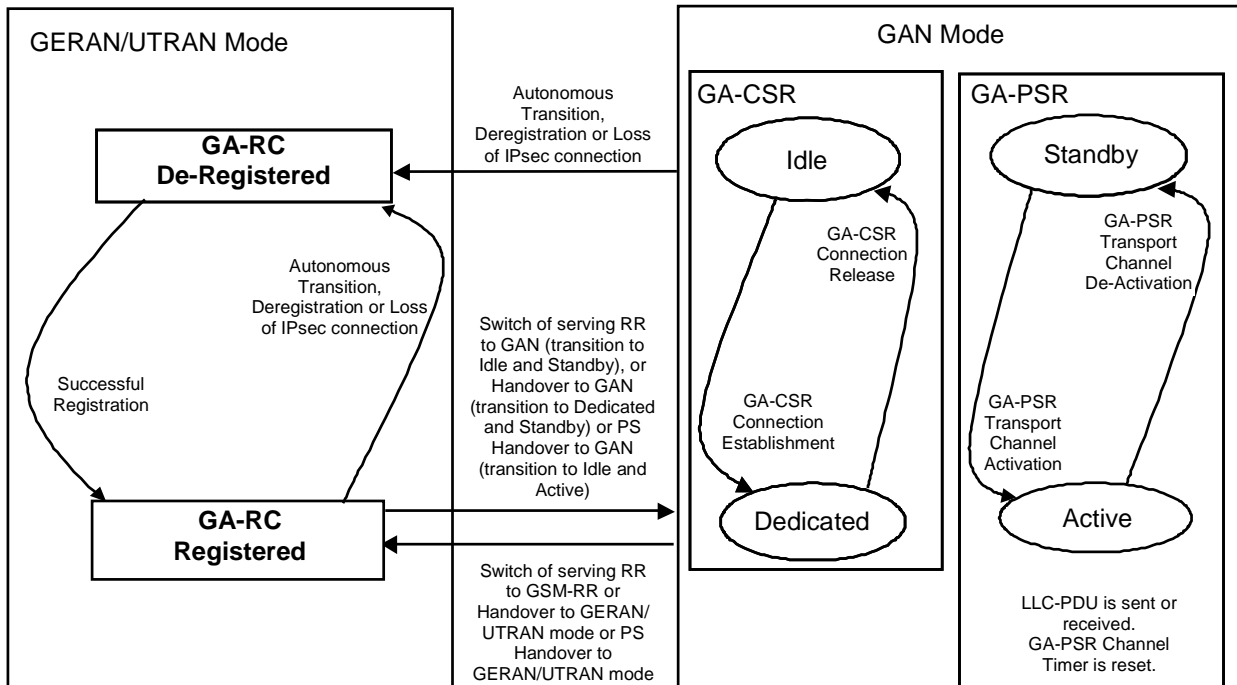 GERAN/UTRAN Mode
GA-RC
De-Registered
Autonomous
Transition,
Deregistration or Loss
of IPsec connection
Successful
Registration
GA-RC
Registered
Autonomous
Transition,
Deregistration or Loss
of IPsec connection
Switch of serving RR
to GAN (transition to
Idle and Standby), or
Handover to GAN
(transition to Dedicated
and Standby) or PS
Handover to GAN
(transition to Idle and
Active)
Switch of serving RR
to GSM-RR or
Handover to GERAN/
UTRAN mode or PS
Handover to
GERAN/UTRAN mode
GAN Mode
GA-CSR
Idle
GA-CSR
Connection
Release
GA-CSR
Connection
Establishment
Dedicated
GA-PSR
Standby
GA-PSR
Transport
Channel
De-Activation
GA-PSR
Transport
Channel
Activation
Active
LLC-PDU is sent or
received.
GA-PSR Channel
Timer is reset.